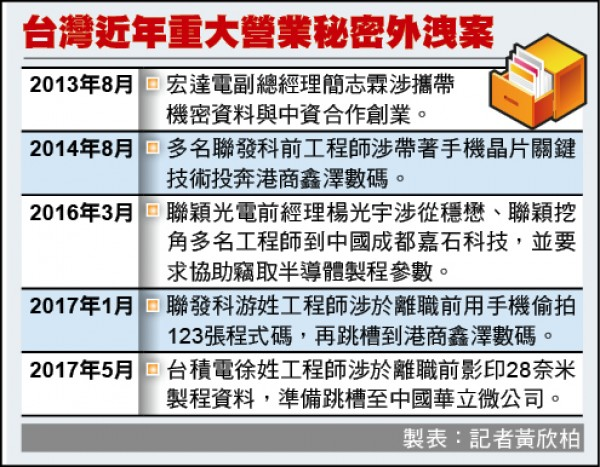 台灣近年重大營業秘密外洩案
2013年8月 宏達電副總經理簡志霖涉攜帶
機密資料與中資合作創業。
2014年8月 多名聯發科前工程師涉帶著手機晶片關鍵
技術投奔港商鑫澤數碼。
2016年3月 聯穎光電前經理楊光宇涉從穩懋、聯穎挖
角多名工程師到中國成都嘉石科技，並要
求協助竊取半導體製程參數。
2017年1月 聯發科游姓工程師涉於離職前用手機偷拍
123張程式碼，再跳槽到港商鑫澤數碼。
2017年5月 台積電徐姓工程師涉於離職前影印28奈米
製程資料，準備跳槽至中國華立微公司。
製表：記者黃欣柏